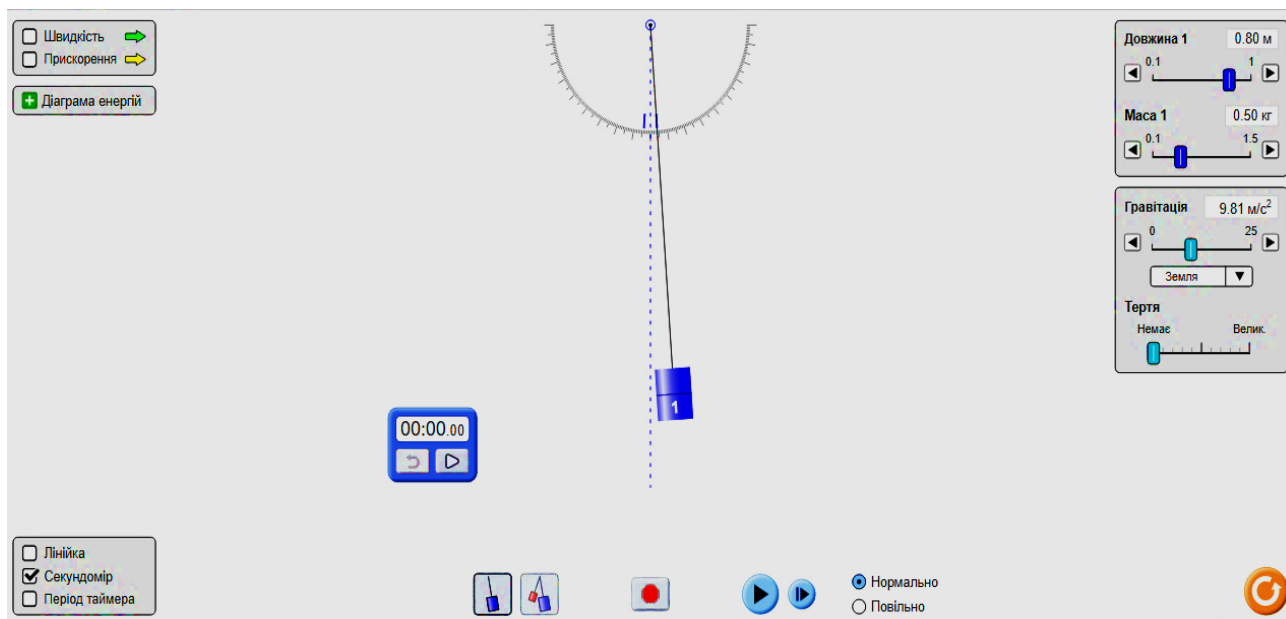 Швидкість
Прискорення
Діаграма енергій
Довжина 1 0.80 м
0.1 1
Маса 1 0.50 кг
0.1 1.5
Гравітація 9.81 м/с²
0 25
Земля
Тертя
Немає Велик.
1
00:00.00
Лінійка
Секундомір
Період таймера
Нормально
Повільно